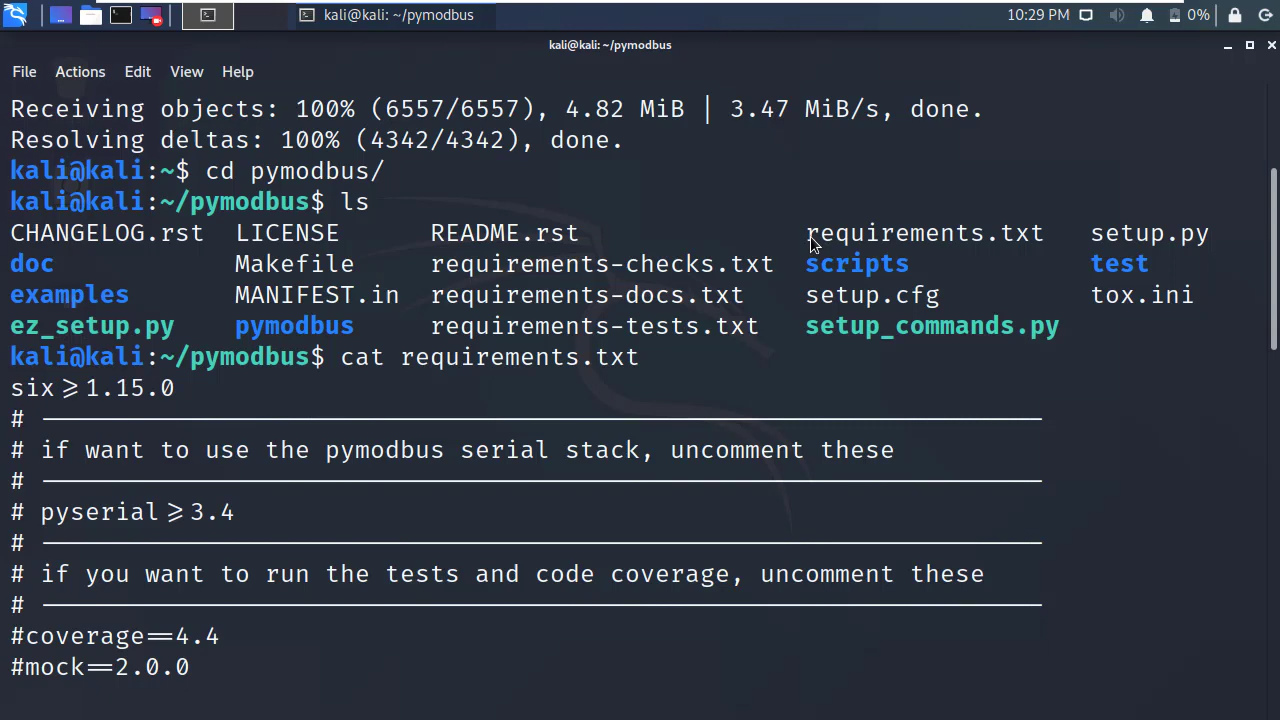 kali@kali: ~/pymodbus
10:29 PM
0%
kali@kali: ~/pymodbus
File Actions Edit View Help
Receiving objects: 100% (6557/6557), 4.82 MiB | 3.47 MiB/s, done.
Resolving deltas: 100% (4342/4342), done.
kali@kali:~$ cd pymodbus/
kali@kali:~/pymodbus$ ls
CHANGELOG.rst LICENSE README.rst requirements.txt setup.py
doc Makefile requirements-checks.txt scripts test
examples MANIFEST.in requirements-docs.txt setup.cfg tox.ini
ez_setup.py pymodbus requirements-tests.txt setup_commands.py
kali@kali:~/pymodbus$ cat requirements.txt
six>=1.15.0
# -------------------------------------------------------------------
# if want to use the pymodbus serial stack, uncomment these
# -------------------------------------------------------------------
# pyserial>=3.4
# -------------------------------------------------------------------
# if you want to run the tests and code coverage, uncomment these
# -------------------------------------------------------------------
#coverage==4.4
#mock==2.0.0